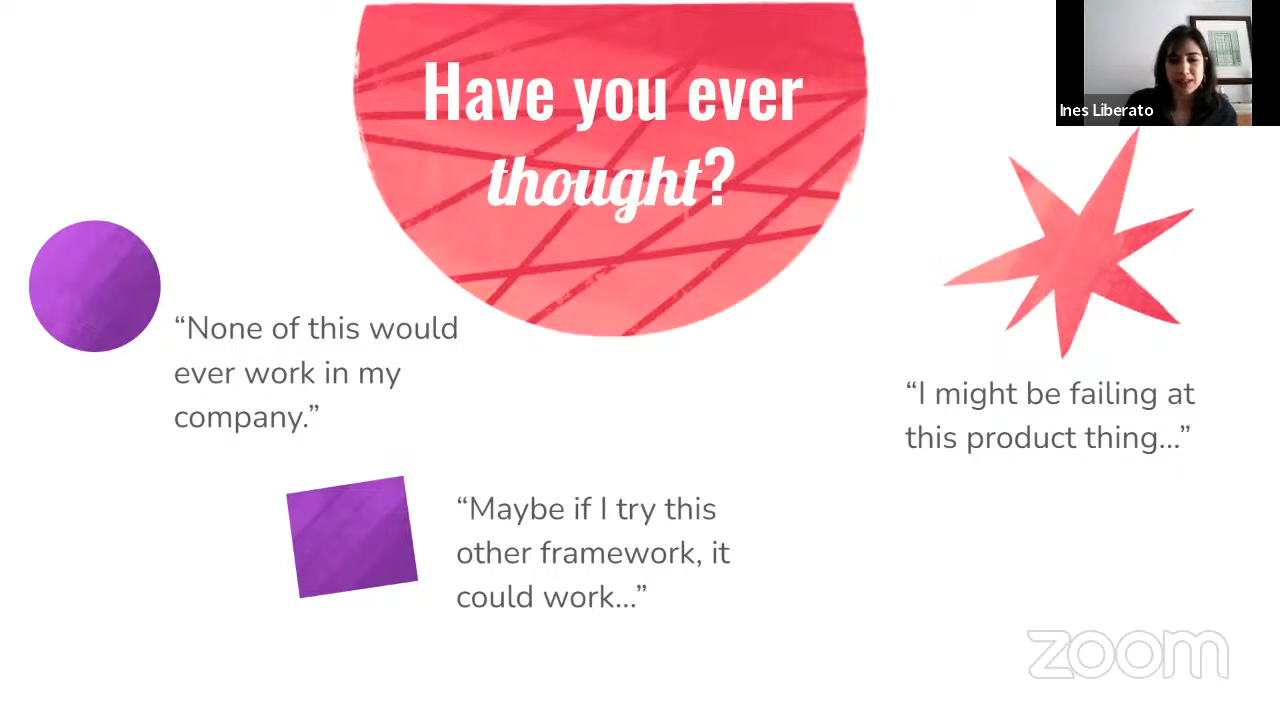 Have you ever
thought?
Ines Liberato
“None of this would
ever work in my
company.”
“I might be failing at
this product thing...”
“Maybe if I try this
other framework, it
could work...”
zoom